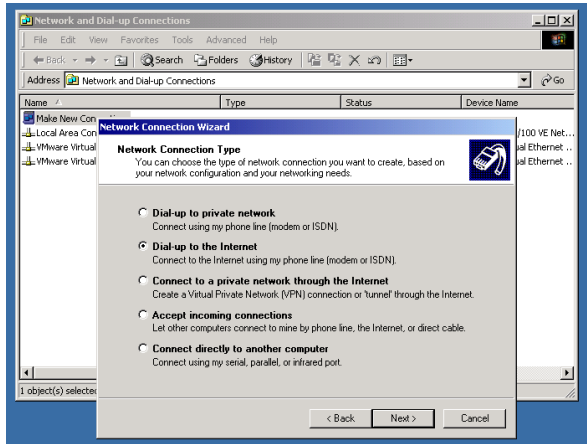 Network and Dial-up Connections
File Edit View Favorites Tools Advanced Help
Back Search Folders History
Address Network and Dial-up Connections Go
Name Type Status Device Name
Make New Con
Local Area Con /100 VE Net...
VMware Virtual ual Ethernet ..
VMware Virtual ual Ethernet ..
Network Connection Wizard
Network Connection Type
You can choose the type of network connection you want to create, based on
your network configuration and your networking needs.
Dial-up to private network
Connect using my phone line (modem or ISDN).
Dial-up to the Internet
Connect to the Internet using my phone line (modem or ISDN).
Connect to a private network through the Internet
Create a Virtual Private Network (VPN) connection or 'tunnel' through the Internet.
Accept incoming connections
Let other computers connect to mine by phone line, the Internet, or direct cable.
Connect directly to another computer
Connect using my serial, parallel, or infrared port.
< Back Next > Cancel
1 object(s) selected